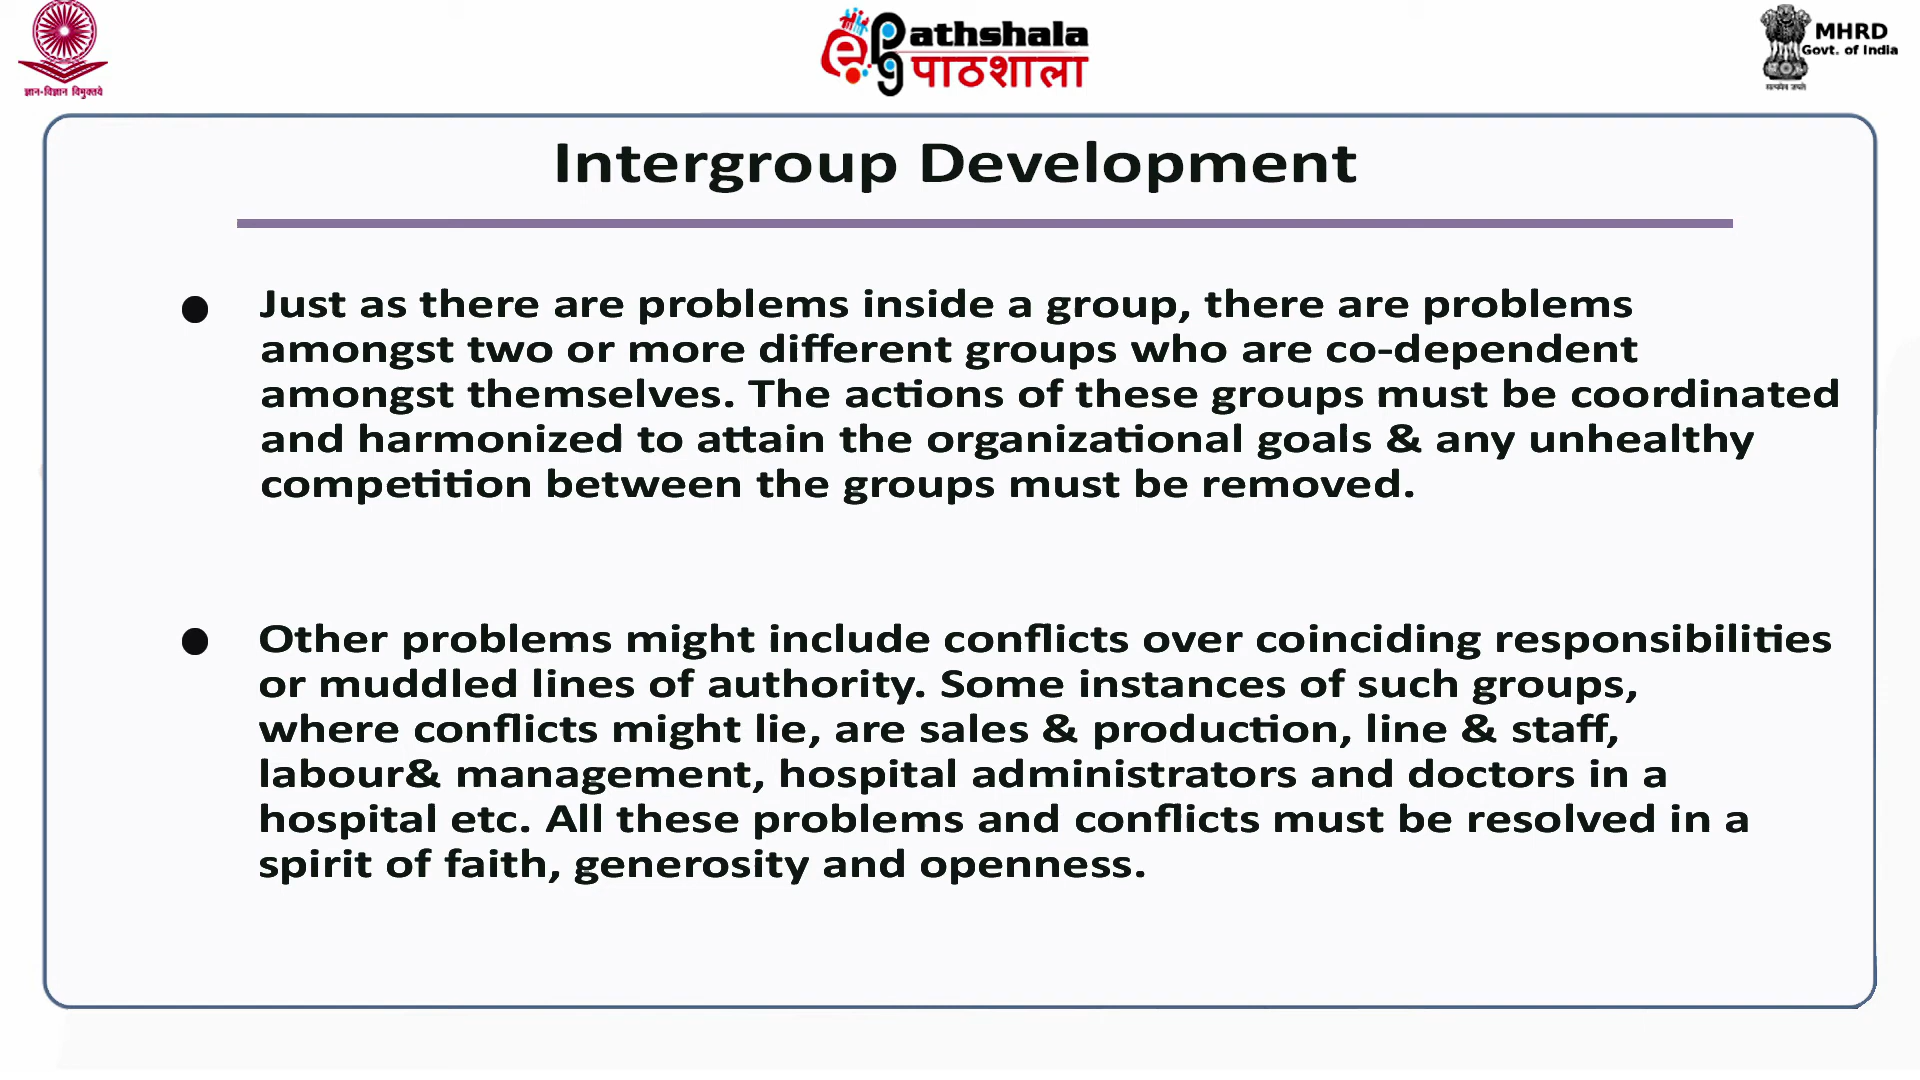 ज्ञान-विज्ञान विमुक्तये
ePG Pathshala
पाठशाला
MHRD
Govt. of India
सत्यमेव जयते
Intergroup Development
● Just as there are problems inside a group, there are problems
amongst two or more different groups who are co-dependent
amongst themselves. The actions of these groups must be coordinated
and harmonized to attain the organizational goals & any unhealthy
competition between the groups must be removed.
● Other problems might include conflicts over coinciding responsibilities
or muddled lines of authority. Some instances of such groups,
where conflicts might lie, are sales & production, line & staff,
labour& management, hospital administrators and doctors in a
hospital etc. All these problems and conflicts must be resolved in a
spirit of faith, generosity and openness.